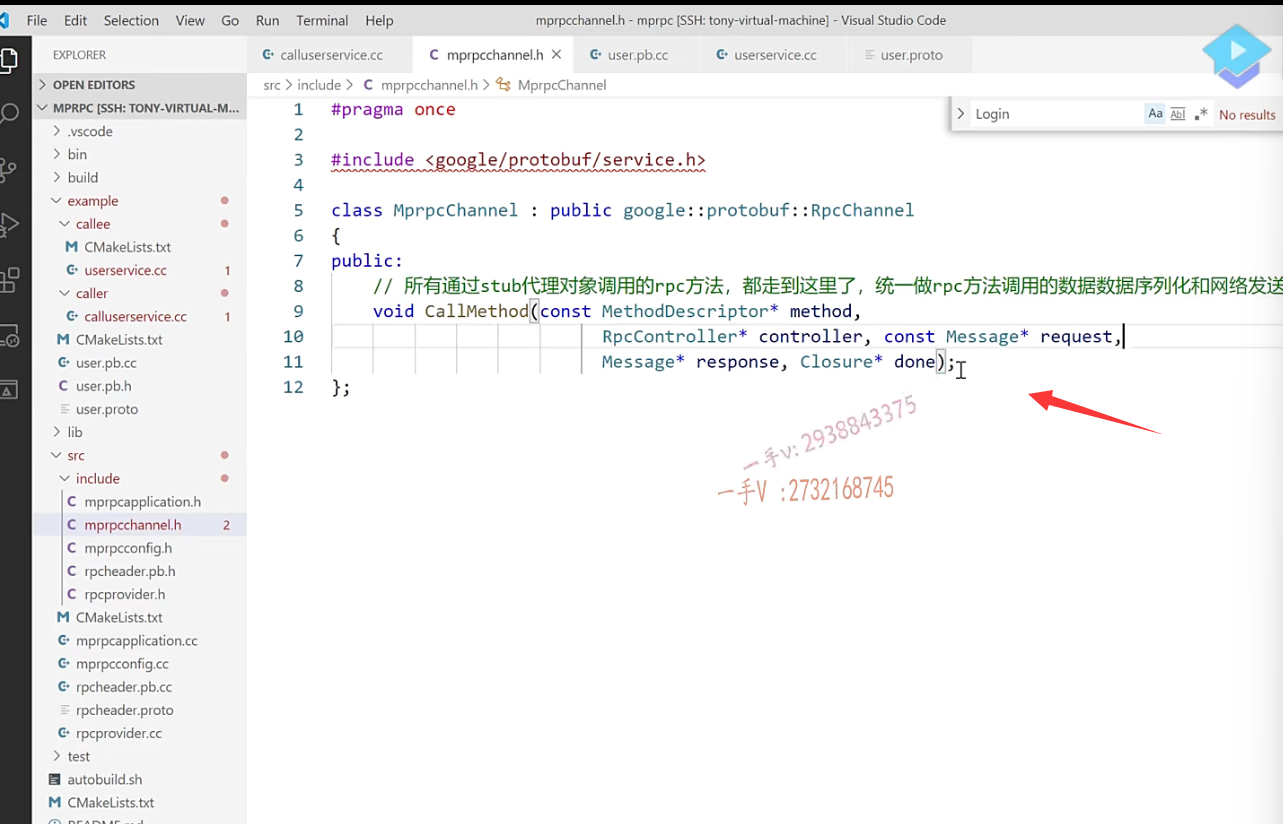 File Edit Selection View Go Run Terminal Help
mprpcchannel.h - mprpc [SSH: tony-virtual-machine] - Visual Studio Code
EXPLORER
calluserservice.cc mprpcchannel.h user.pb.cc userservice.cc user.proto
OPEN EDITORS
MPRPC [SSH: TONY-VIRTUAL-M...
.vscode
bin
build
example
callee
CMakeLists.txt
userservice.cc 1
caller
calluserservice.cc 1
CMakeLists.txt
user.pb.cc
user.pb.h
user.proto
lib
src
include
mprpcapplication.h
mprpcchannel.h 2
mprpcconfig.h
rpcheader.pb.h
rpcprovider.h
CMakeLists.txt
mprpcapplication.cc
mprpcconfig.cc
rpcheader.pb.cc
rpcheader.proto
rpcprovider.cc
test
autobuild.sh
CMakeLists.txt
src > include > mprpcchannel.h > MprpcChannel
Login Aa Abl .* No results
1 #pragma once
2
3 #include <google/protobuf/service.h>
4
5 class MprpcChannel : public google::protobuf::RpcChannel
6 {
7 public:
8 // 所有通过stub代理对象调用的rpc方法，都走到这里了，统一做rpc方法调用的数据数据序列化和网络发送
9 void CallMethod(const MethodDescriptor* method,
10 RpcController* controller, const Message* request,
11 Message* response, Closure* done);
12 };
一手v:2938843375
一手V :2732168745